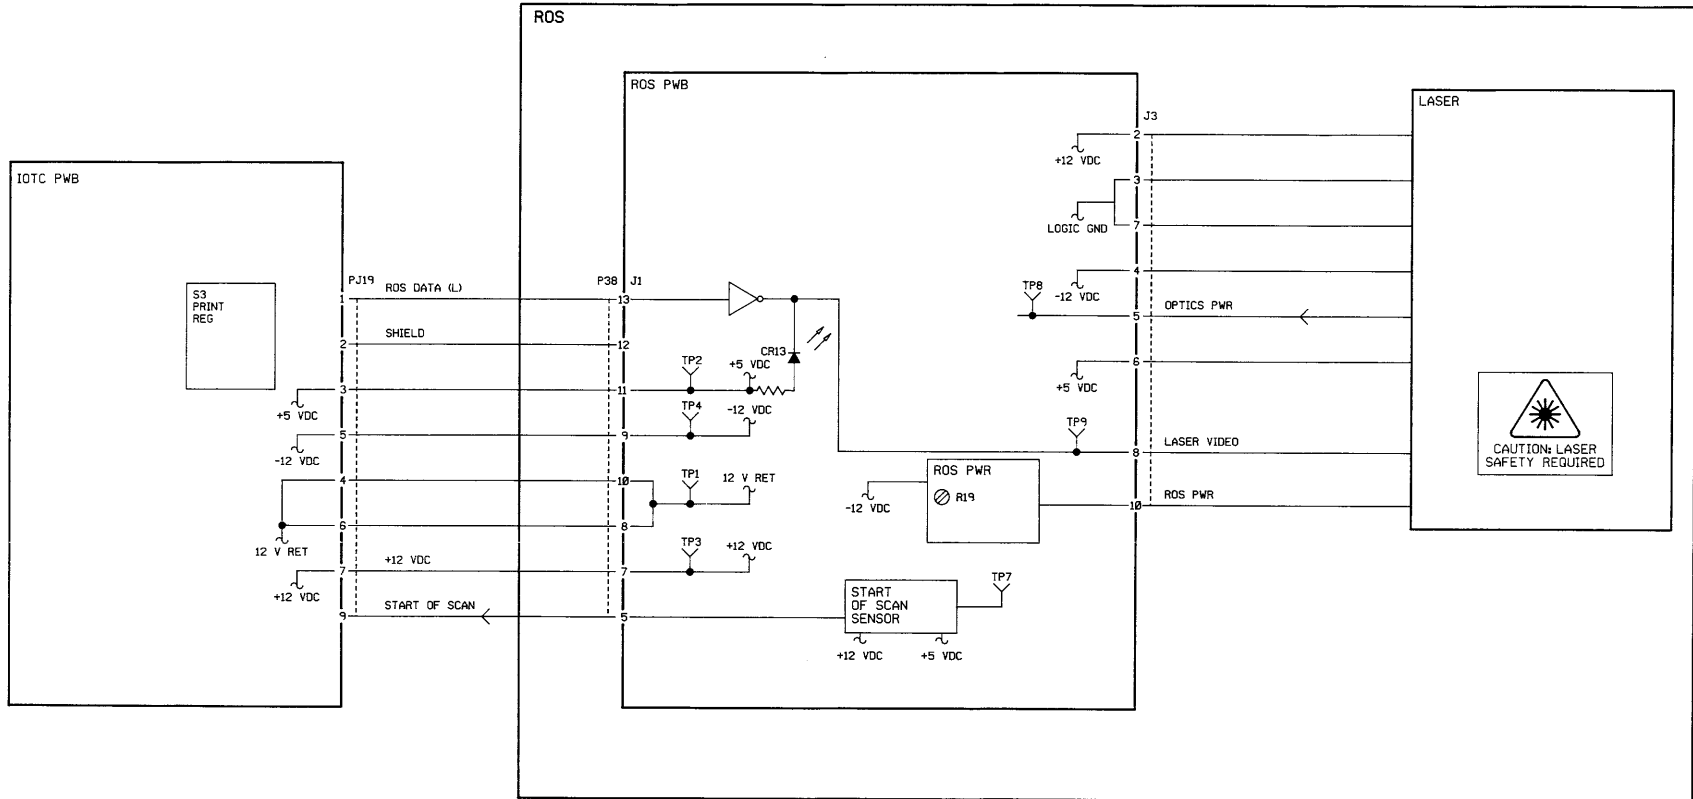 ROS
ROS PWB
LASER
IOTC PWB
S3
PRINT
REG
PJ19
P38
J1
J3
1
ROS DATA (L)
13
2
SHIELD
12
3
11
+5 VDC
5
9
-12 VDC
4
10
6
8
12 V RET
7
+12 VDC
7
+12 VDC
9
START OF SCAN
5
CR13
TP2
+5 VDC
TP4
-12 VDC
TP1
12 V RET
TP3
+12 VDC
START
OF SCAN
SENSOR
TP7
+12 VDC
+5 VDC
ROS PWR
R19
-12 VDC
2
+12 VDC
3
LOGIC GND
7
4
-12 VDC
TP8
5
OPTICS PWR
6
+5 VDC
TP9
8
LASER VIDEO
10
ROS PWR
CAUTION: LASER
SAFETY REQUIRED